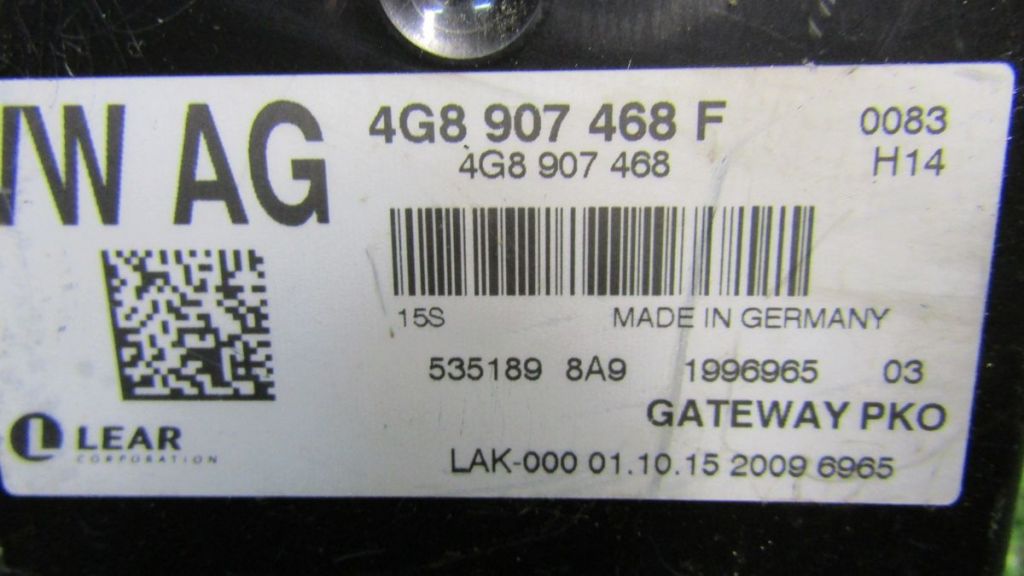 VW AG
4G8 907 468 F 0083
4G8 907 468 H14
15S MADE IN GERMANY
535189 8A9 1996965 03
GATEWAY PKO
LEAR
CORPORATION
LAK-000 01.10.15 2009 6965